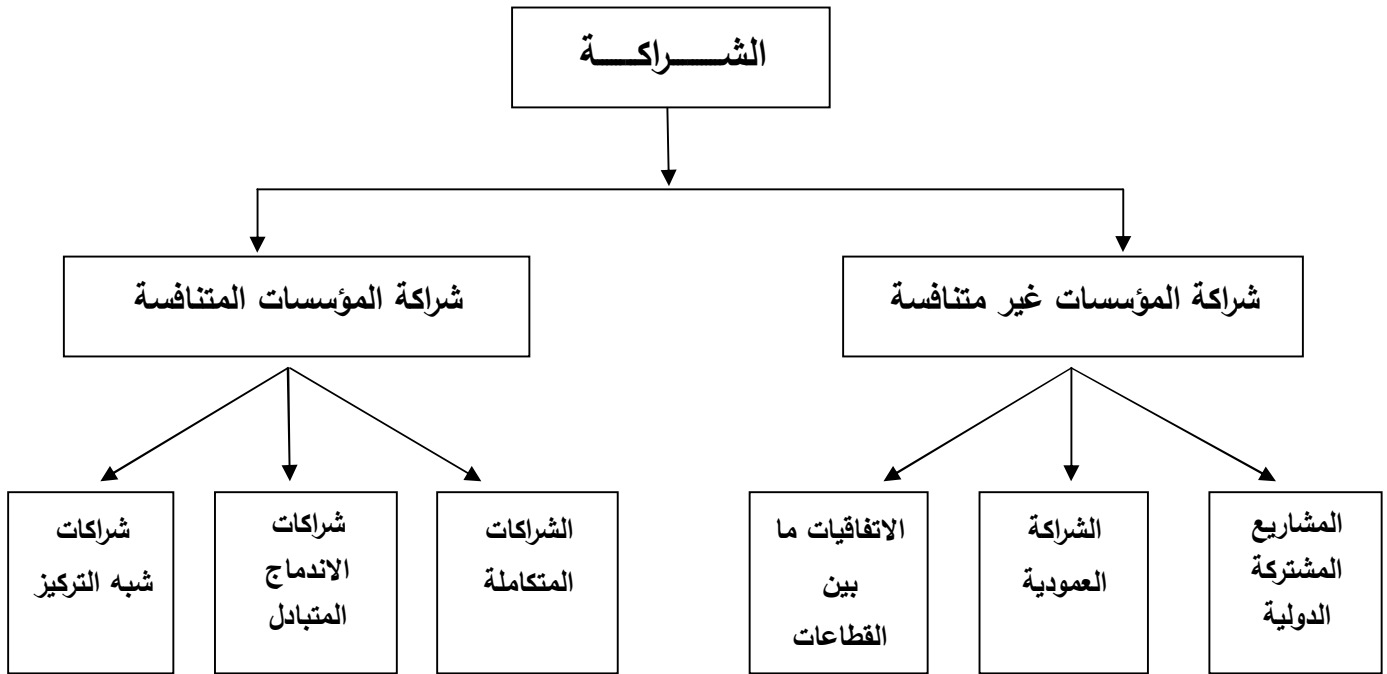 الشــــراكــــة
شراكة المؤسسات غير متنافسة
شراكة المؤسسات المتنافسة
المشاريع
المشتركة
الدولية
الشراكة
العمودية
الاتفاقيات ما
بين
القطاعات
الشراكات
المتكاملة
شراكات
الاندماج
المتبادل
شراكات
شبه التركيز